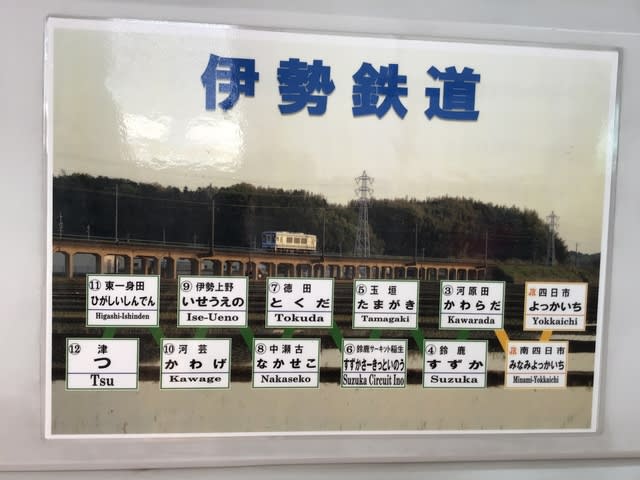 伊勢鉄道
⑪東一身田
ひがしいしんでん
Higashi-Ishinden
⑨伊勢上野
いせうえの
Ise-Ueno
⑦徳田
とくだ
Tokuda
⑤玉垣
たまがき
Tamagaki
③河原田
かわらだ
Kawarada
JR四日市
よっかいち
Yokkaichi
⑫津
つ
Tsu
⑩河芸
かわげ
Kawage
⑧中瀬古
なかせこ
Nakaseko
⑥鈴鹿サーキット稲生
すずかさーきっといのう
Suzuka Circuit Ino
④鈴鹿
すずか
Suzuka
JR南四日市
みなみよっかいち
Minami-Yokkaichi